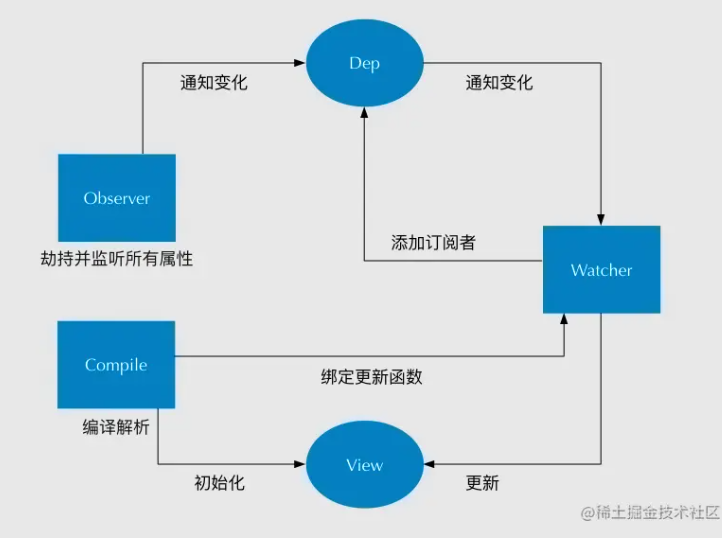 Dep
通知变化
通知变化
Observer
劫持并监听所有属性
添加订阅者
Watcher
Compile
绑定更新函数
编译解析
View
初始化
更新
@稀土掘金技术社区